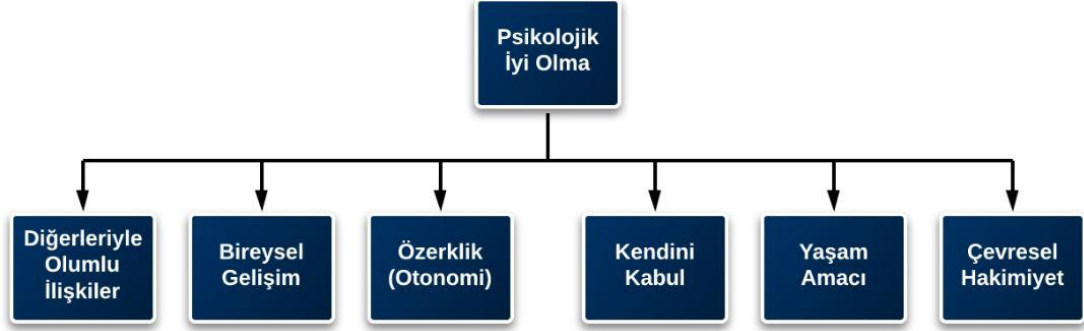 Psikolojik
İyi Olma
Diğerleriyle
Olumlu
İlişkiler
Bireysel
Gelişim
Özerklik
(Otonomi)
Kendini
Kabul
Yaşam
Amacı
Çevresel
Hakimiyet